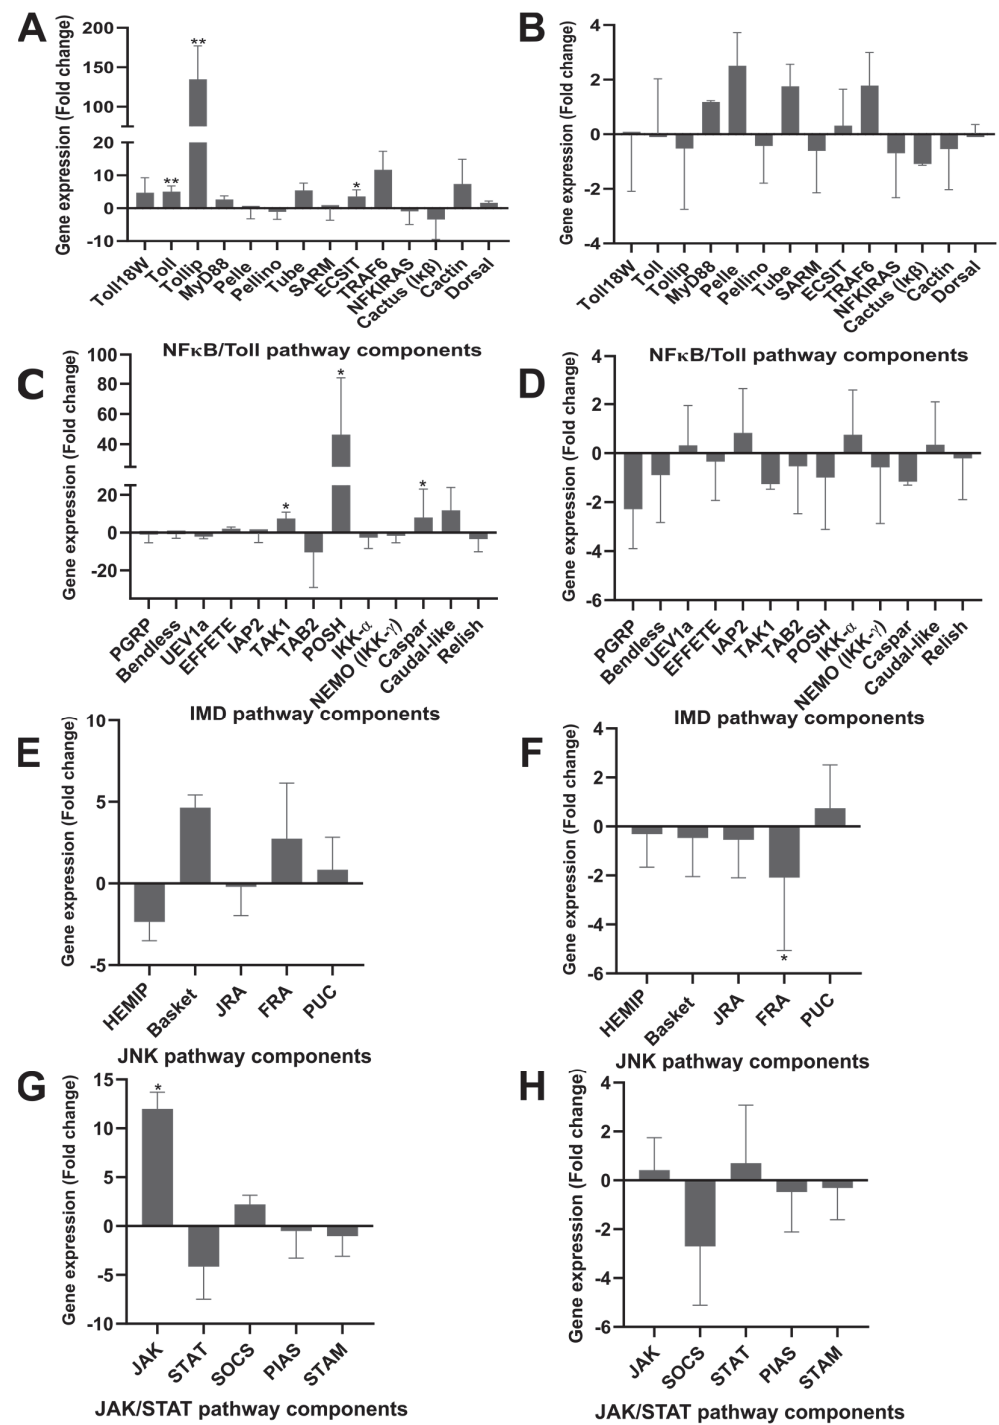 A
Gene expression (Fold change)
200
150
100
20
10
0
-10
**
**
*
Toll18W
Toll
Tollip
MyD88
Pelle
Pellino
Tube
SARM
ECSIT
TRAF6
NFKIRAS
Cactus (Iκβ)
Cactin
Dorsal
NFκB/Toll pathway components
B
Gene expression (Fold change)
4
2
0
-2
-4
Toll18W
Toll
Tollip
MyD88
Pelle
Pellino
Tube
SARM
ECSIT
TRAF6
NFKIRAS
Cactus (Iκβ)
Cactin
Dorsal
NFκB/Toll pathway components
C
Gene expression (Fold change)
100
80
60
40
20
0
-20
*
*
*
PGRP
Bendless
UEV1a
EFFETE
IAP2
TAK1
TAB2
POSH
IKK-α
NEMO (IKK-γ)
Caspar
Caudal-like
Relish
IMD pathway components
D
Gene expression (Fold change)
4
2
0
-2
-4
-6
PGRP
Bendless
UEV1a
EFFETE
IAP2
TAK1
TAB2
POSH
IKK-α
NEMO (IKK-γ)
Caspar
Caudal-like
Relish
IMD pathway components
E
Gene expression (Fold change)
10
5
0
-5
HEMIP
Basket
JRA
FRA
PUC
JNK pathway components
F
Gene expression (Fold change)
4
2
0
-2
-4
-6
*
HEMIP
Basket
JRA
FRA
PUC
JNK pathway components
G
Gene expression (Fold change)
15
10
5
0
-5
-10
*
JAK
STAT
SOCS
PIAS
STAM
JAK/STAT pathway components
H
Gene expression (Fold change)
4
2
0
-2
-4
-6
JAK
SOCS
STAT
PIAS
STAM
JAK/STAT pathway components